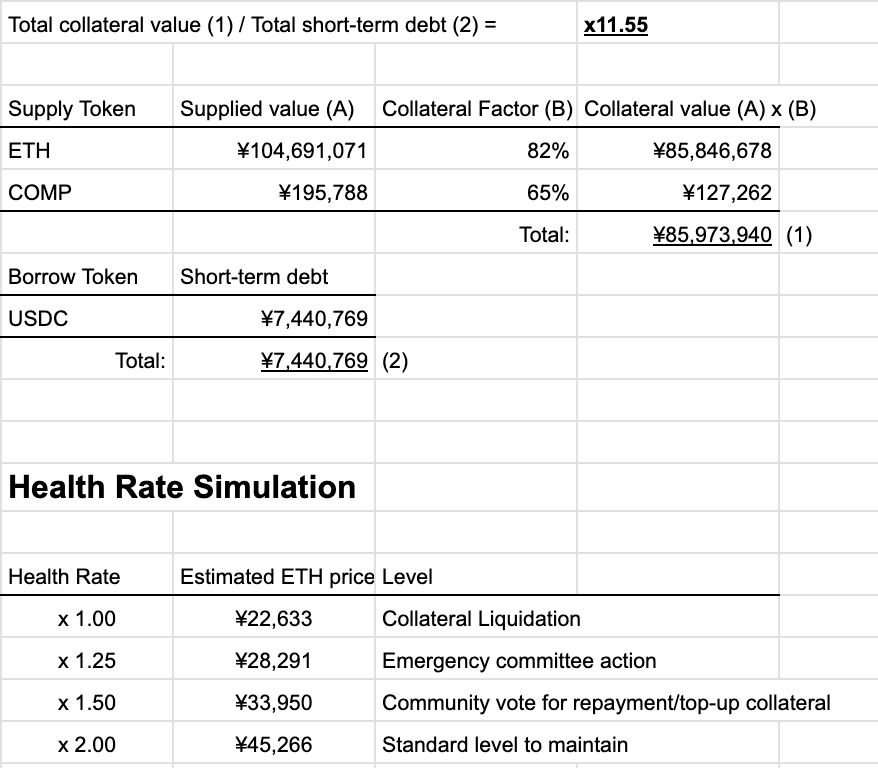 Total collateral value (1) / Total short-term debt (2) = x11.55
Supply Token Supplied value (A) Collateral Factor (B) Collateral value (A) x (B)
ETH ¥104,691,071 82% ¥85,846,678
COMP ¥195,788 65% ¥127,262
Total: ¥85,973,940 (1)
Borrow Token Short-term debt
USDC ¥7,440,769
Total: ¥7,440,769 (2)
Health Rate Simulation
Health Rate Estimated ETH price Level
x 1.00 ¥22,633 Collateral Liquidation
x 1.25 ¥28,291 Emergency committee action
x 1.50 ¥33,950 Community vote for repayment/top-up collateral
x 2.00 ¥45,266 Standard level to maintain